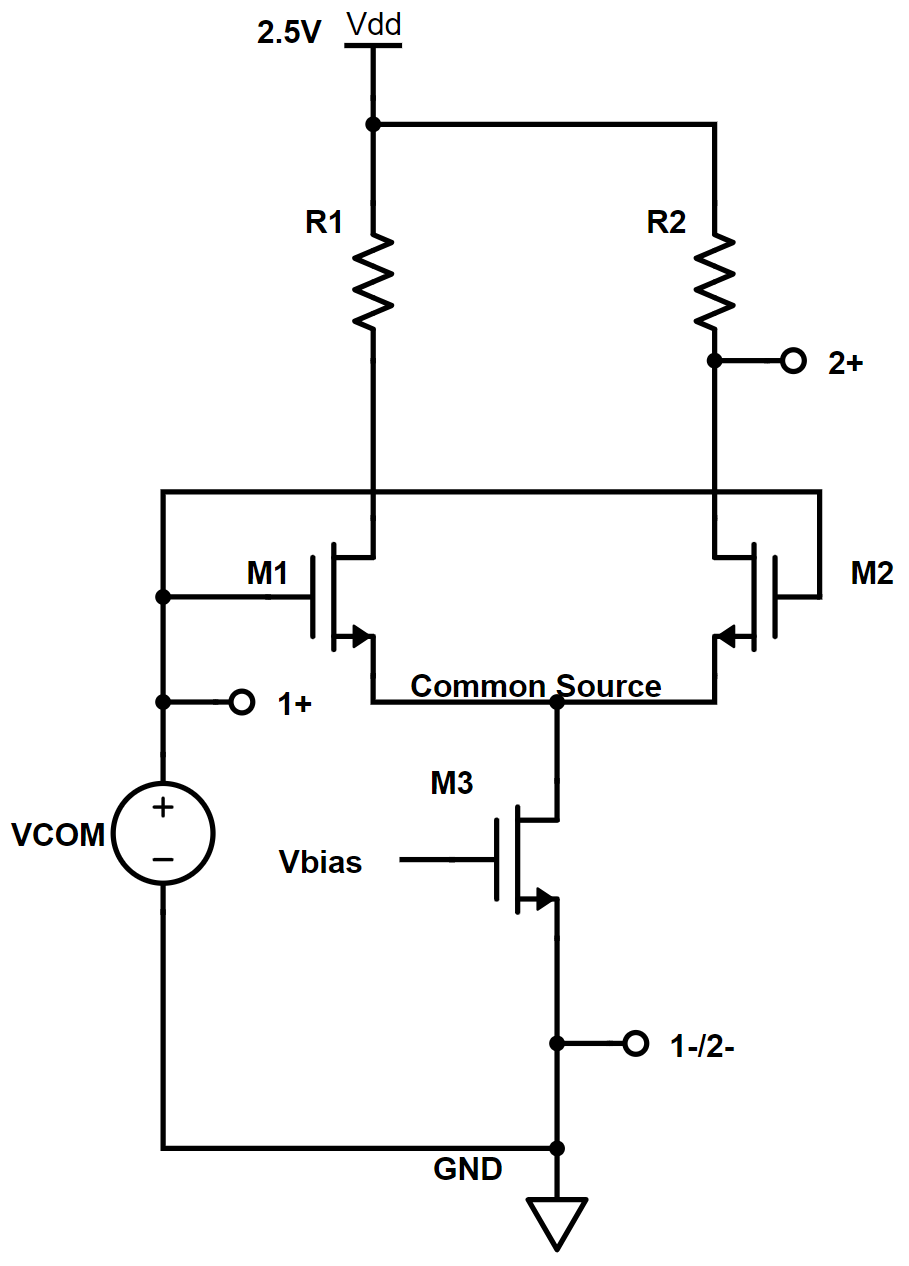 2.5V Vdd
R1
R2
2+
M1
M2
Common Source
1+
M3
VCOM
+
−
Vbias
1-/2-
GND